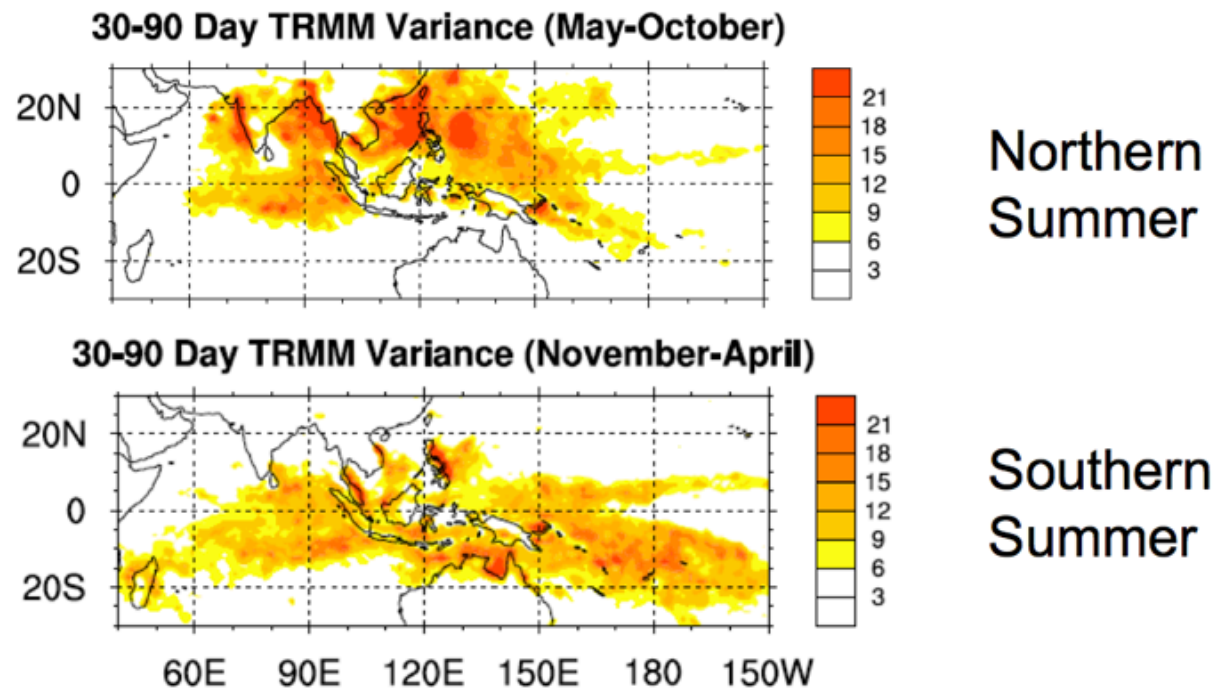 30-90 Day TRMM Variance (May-October)
20N
0
20S
21
18
15
12
9
6
3
Northern
Summer
30-90 Day TRMM Variance (November-April)
20N
0
20S
60E 90E 120E 150E 180 150W
21
18
15
12
9
6
3
Southern
Summer